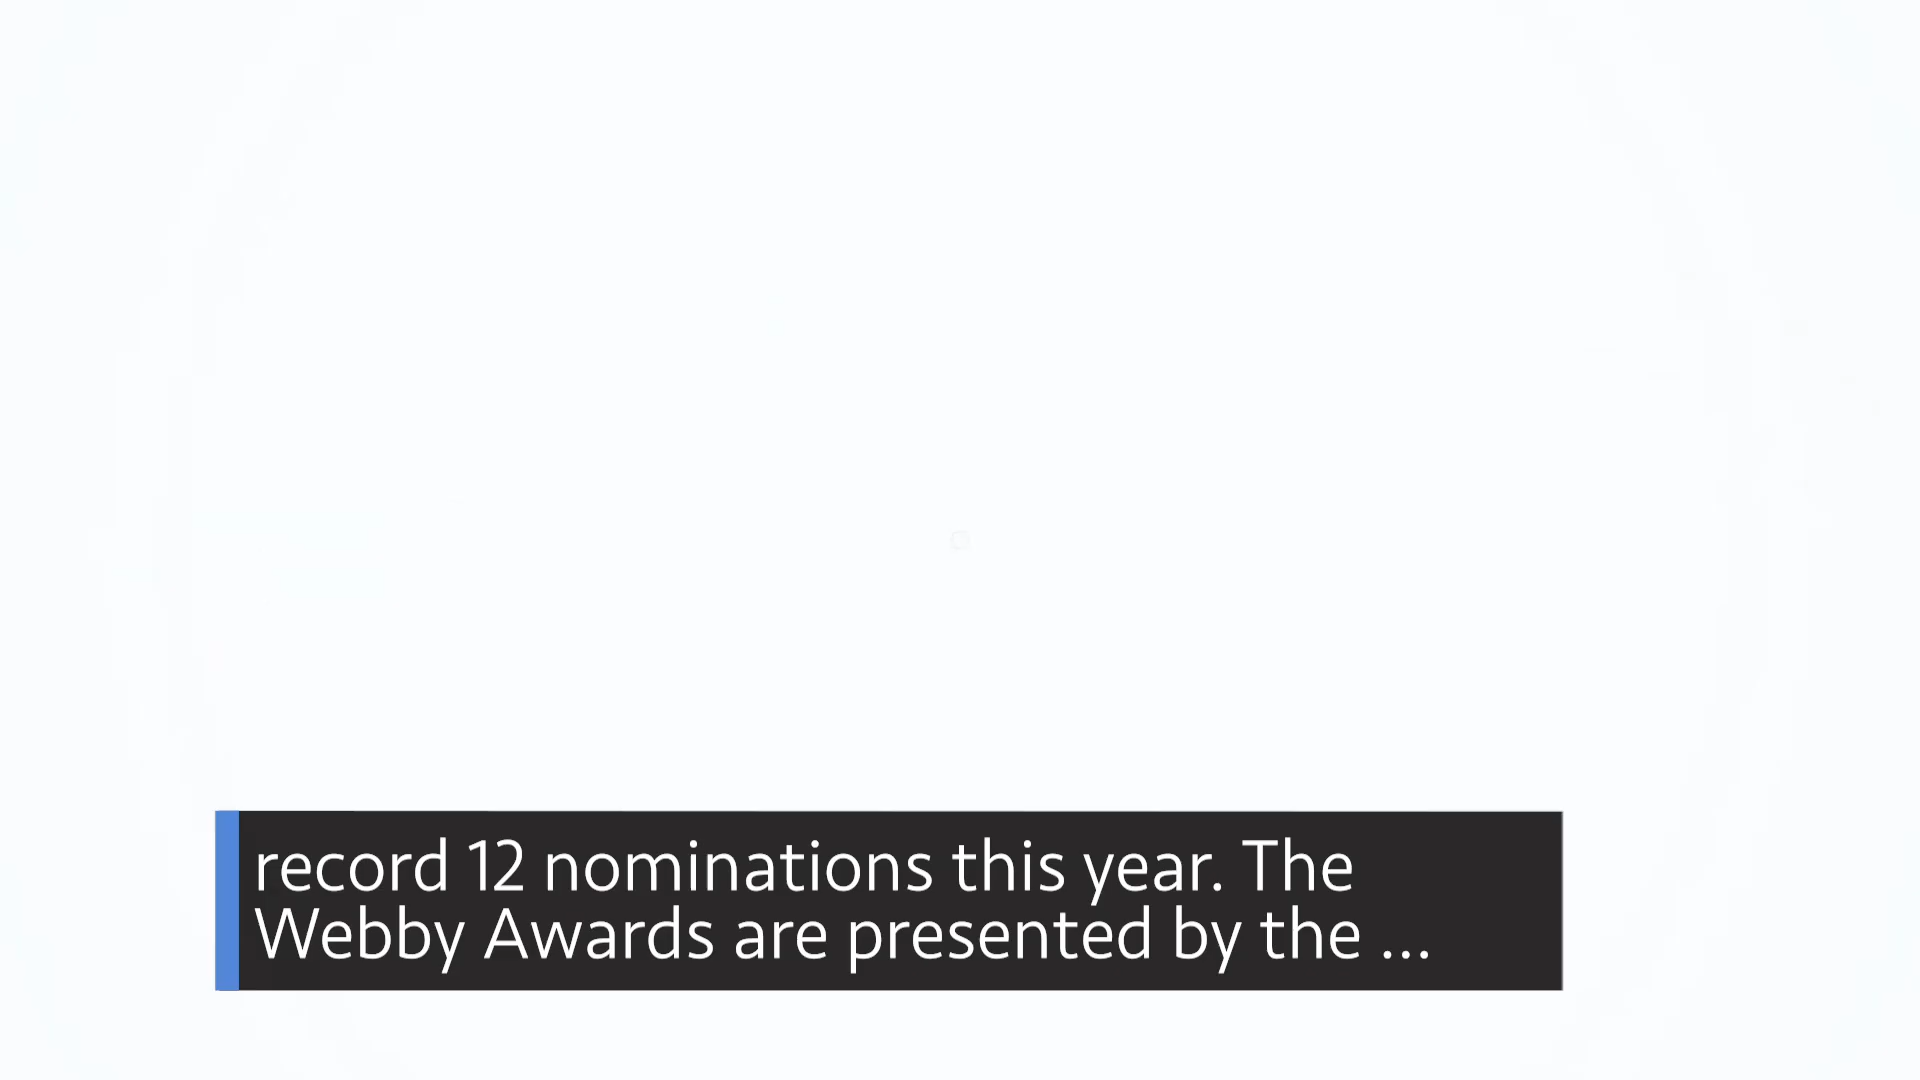 record 12 nominations this year. The
Webby Awards are presented by the ...